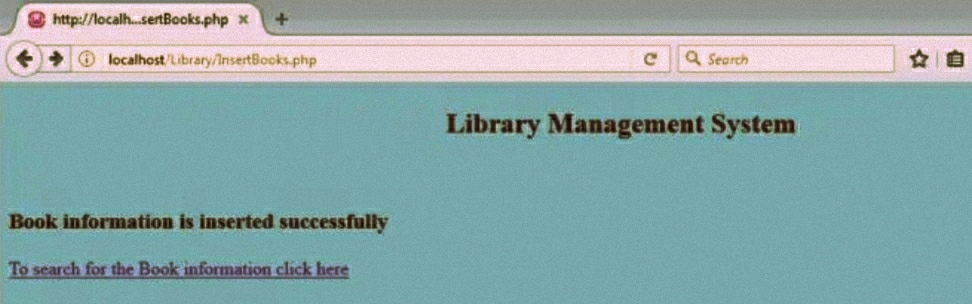 http://localh...sertBooks.php
localhost/Library/InsertBooks.php
Search
Library Management System
Book information is inserted successfully
To search for the Book information click here